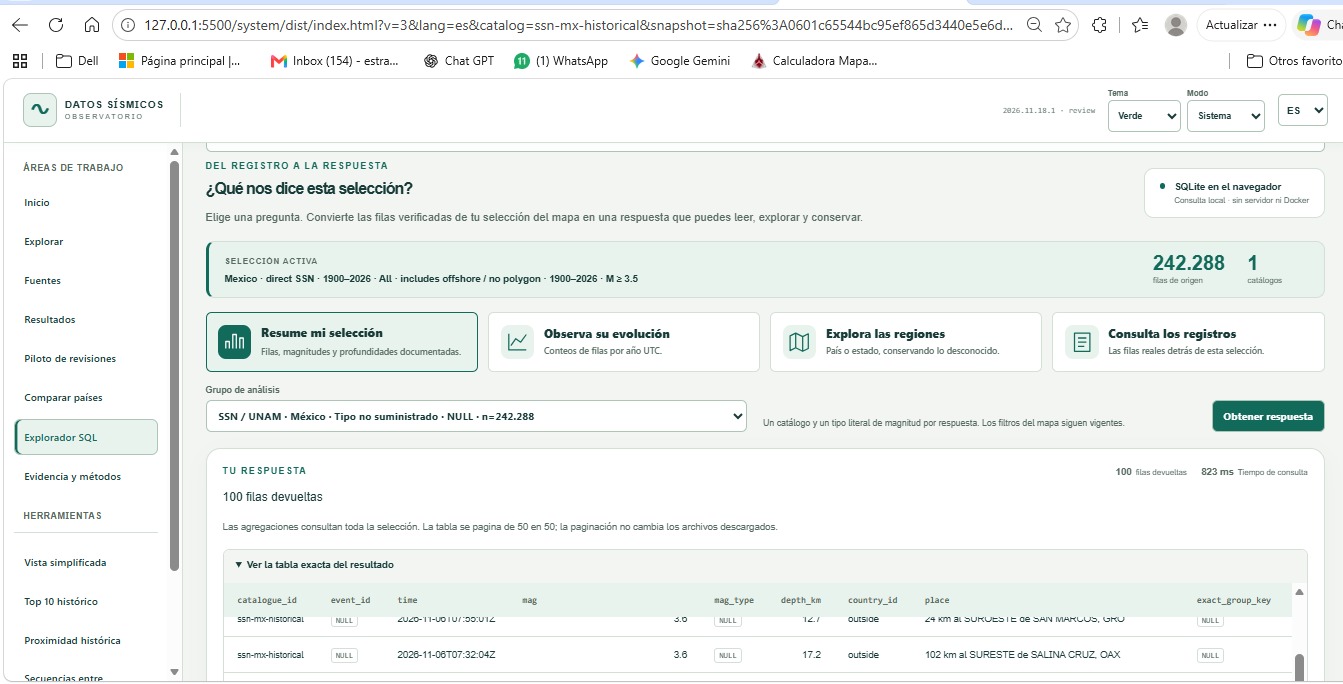 127.0.0.1:5500/system/dist/index.html?v=3&lang=es&catalog=ssn-mx-historical&snapshot=sha256%3A0601c65544bc95ef865d3440e5e6d...
Actualizar
Cha
Dell
Página principal |...
Inbox (154) - estra...
Chat GPT
11
(1) WhatsApp
Google Gemini
Calculadora Mapa...
Otros favorito
DATOS SÍSMICOS
OBSERVATORIO
2026.11.18.1 · review
Tema
Verde
Modo
Sistema
ES
ÁREAS DE TRABAJO
Inicio
Explorar
Fuentes
Resultados
Piloto de revisiones
Comparar países
Explorador SQL
Evidencia y métodos
HERRAMIENTAS
Vista simplificada
Top 10 histórico
Proximidad histórica
Secuencias entre
DEL REGISTRO A LA RESPUESTA
¿Qué nos dice esta selección?
Elige una pregunta. Convierte las filas verificadas de tu selección del mapa en una respuesta que puedes leer, explorar y conservar.
SQLite en el navegador
Consulta local · sin servidor ni Docker
SELECCIÓN ACTIVA
Mexico · direct SSN · 1900–2026 · All · includes offshore / no polygon · 1900–2026 · M ≥ 3.5
242.288
filas de origen
1
catálogos
Resume mi selección
Filas, magnitudes y profundidades documentadas.
Observa su evolución
Conteos de filas por año UTC.
Explora las regiones
País o estado, conservando lo desconocido.
Consulta los registros
Las filas reales detrás de esta selección.
Grupo de análisis
SSN / UNAM · México · Tipo no suministrado · NULL · n=242.288
Un catálogo y un tipo literal de magnitud por respuesta. Los filtros del mapa siguen vigentes.
Obtener respuesta
TU RESPUESTA
100 filas devueltas
823 ms Tiempo de consulta
100 filas devueltas
Las agregaciones consultan toda la selección. La tabla se pagina de 50 en 50; la paginación no cambia los archivos descargados.
▼ Ver la tabla exacta del resultado
catalogue_id event_id time mag mag_type depth_km country_id place exact_group_key
ssn-mx-historical NULL 2026-11-06T07:55:01Z 3.6 NULL 12.7 outside 24 km al SUROESTE de SAN MARCOS, GRO NULL
ssn-mx-historical NULL 2026-11-06T07:32:04Z 3.6 NULL 17.2 outside 102 km al SURESTE de SALINA CRUZ, OAX NULL